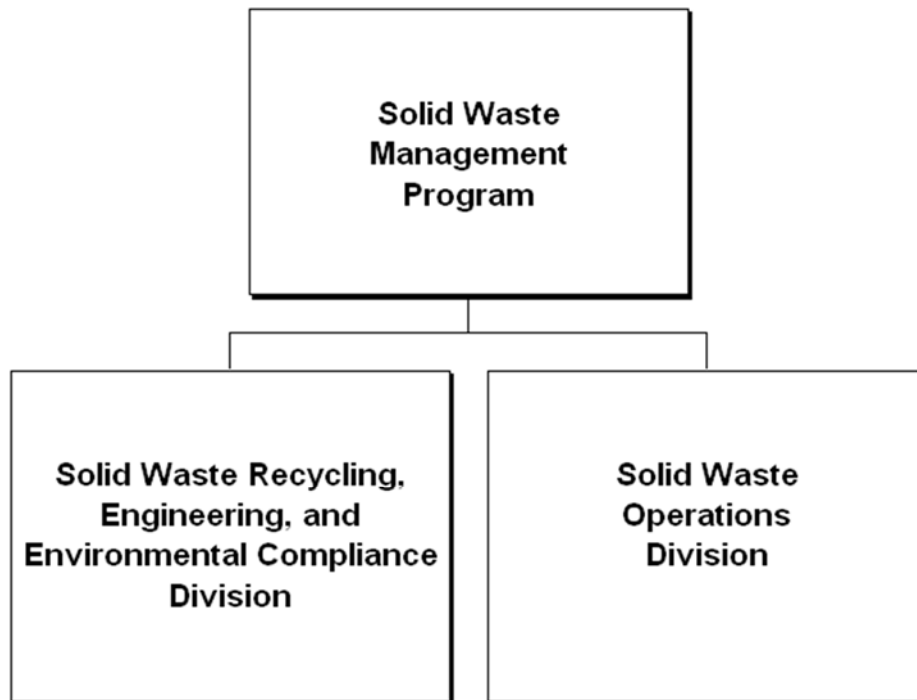 Solid Waste
Management
Program
Solid Waste Recycling,
Engineering, and
Environmental Compliance
Division
Solid Waste
Operations
Division